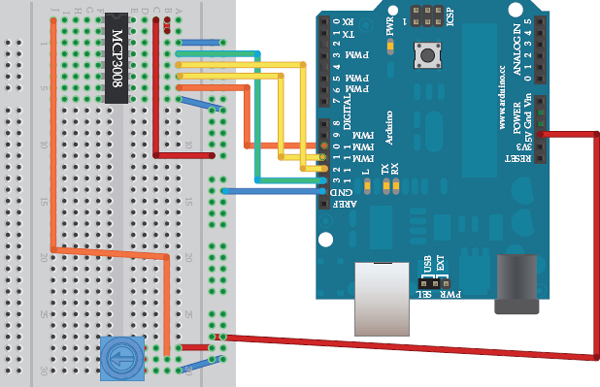 J I H G F E D C B A
1
5
10
15
20
25
30
MCP3008
RX 0
TX 1
2
PWM 3
4
PWM 5
PWM 6
7
DIGITAL
8
PWM 9
PWM 10
PWM 11
12
13
GND
AREF
PWR
1
ICSP
Arduino
www.arduino.cc
ANALOG IN
5
4
3
2
1
0
POWER
Vin
Gnd
5V
3V3
RESET
L
TX
RX
USB
EXT
PWR
SEL